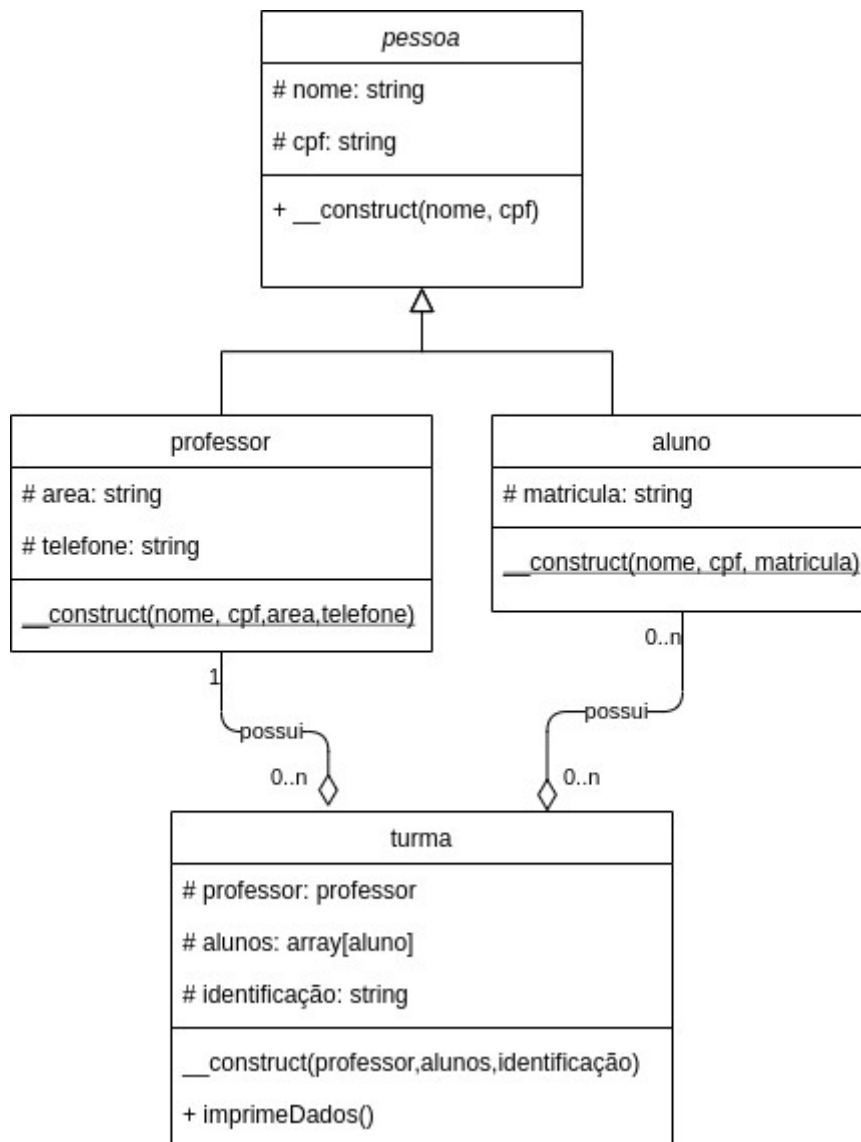 pessoa
# nome: string
# cpf: string
+ __construct(nome, cpf)
professor
# area: string
# telefone: string
__construct(nome, cpf,area,telefone)
aluno
# matricula: string
__construct(nome, cpf, matricula)
1
possui
0..n
0..n
possui
0..n
turma
# professor: professor
# alunos: array[aluno]
# identificação: string
__construct(professor,alunos,identificação)
+ imprimeDados()